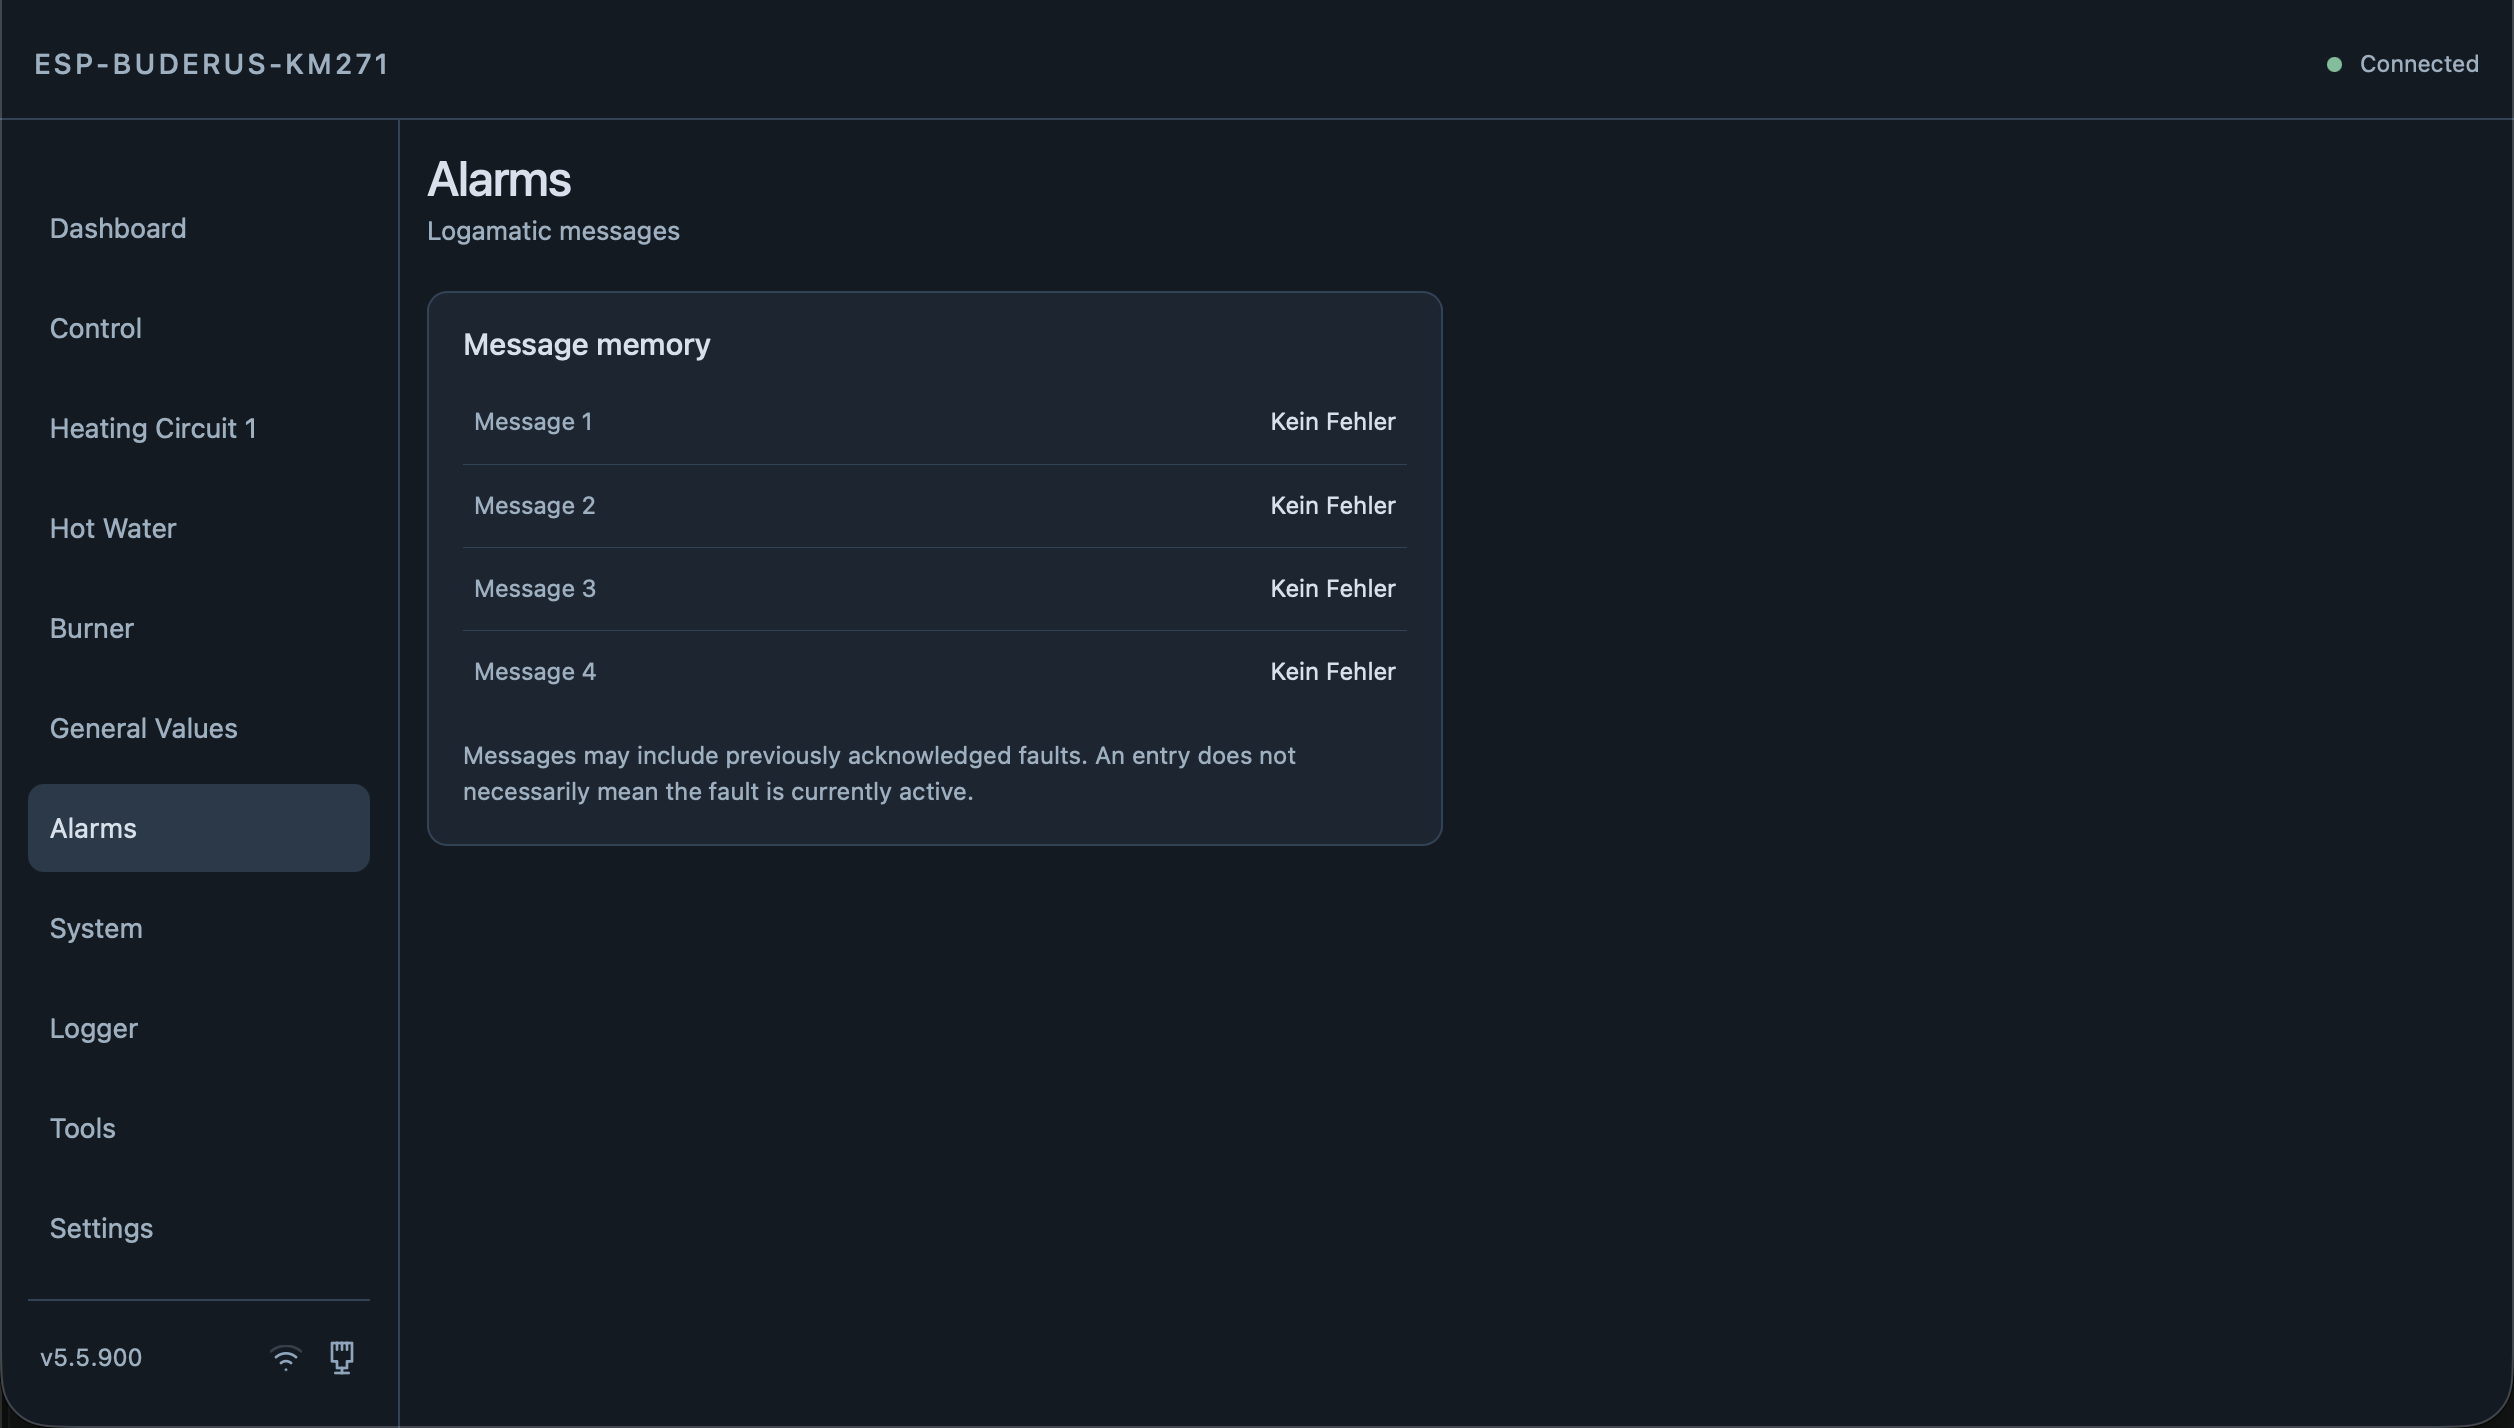 ESP-BUDERUS-KM271
Connected
Dashboard
Control
Heating Circuit 1
Hot Water
Burner
General Values
Alarms
System
Logger
Tools
Settings
v5.5.900
Alarms
Logamatic messages
Message memory
Message 1 Kein Fehler
Message 2 Kein Fehler
Message 3 Kein Fehler
Message 4 Kein Fehler
Messages may include previously acknowledged faults. An entry does not
necessarily mean the fault is currently active.